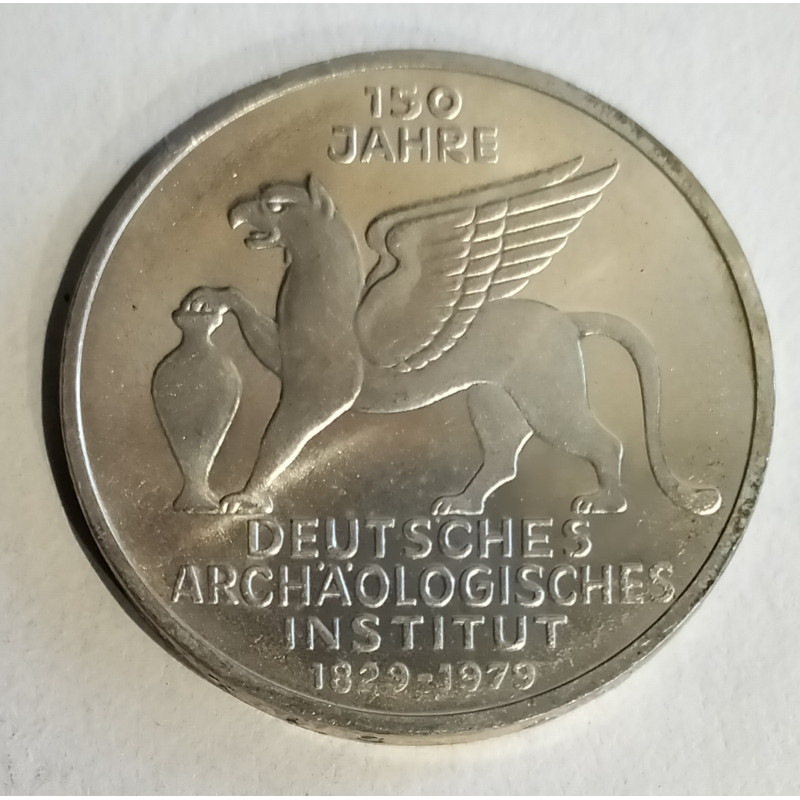 150
JAHRE
DEUTSCHES
ARCHÄOLOGISCHES
INSTITUT
1829-1979